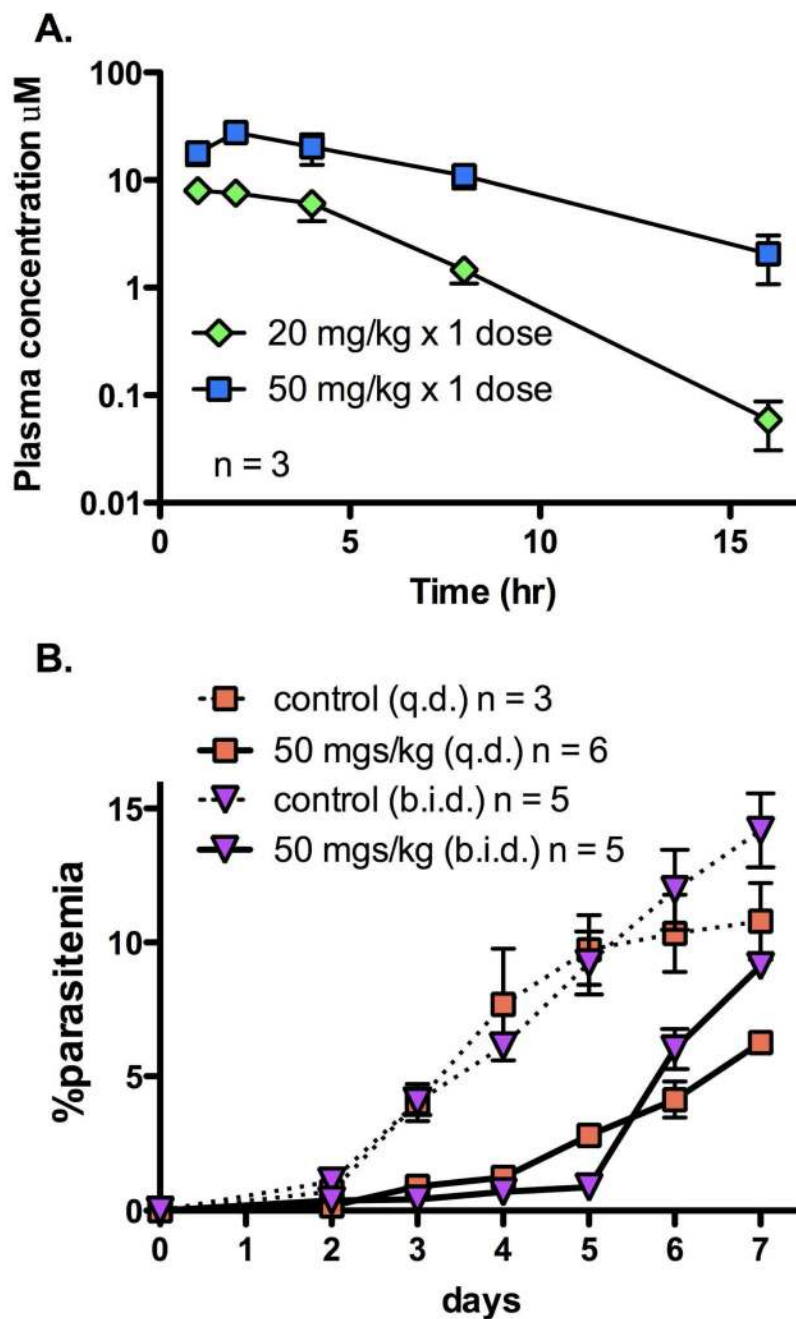 A.
Plasma concentration uM
100
10
1
0.1
0.01
20 mg/kg x 1 dose
50 mg/kg x 1 dose
n = 3
0 5 10 15
Time (hr)
B.
control (q.d.) n = 3
50 mgs/kg (q.d.) n = 6
control (b.i.d.) n = 5
50 mgs/kg (b.i.d.) n = 5
%parasitemia
15
10
5
0
0 1 2 3 4 5 6 7
days